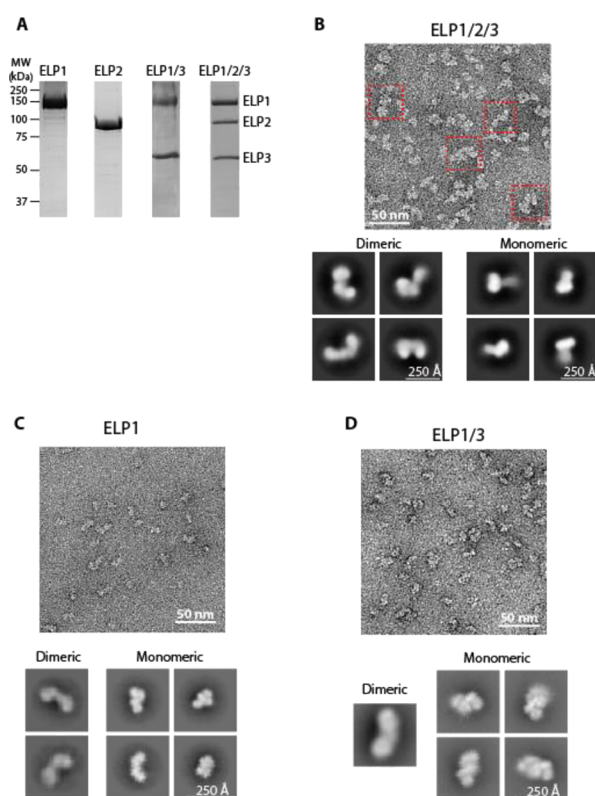 A
MW
(kDa)
ELP1 ELP2 ELP1/3 ELP1/2/3
250
150
100
75
50
37
ELP1
ELP2
ELP3
B
ELP1/2/3
50 nm
Dimeric Monomeric
250 Å 250 Å
C
ELP1
50 nm
Dimeric Monomeric
250 Å
D
ELP1/3
50 nm
Dimeric
Monomeric
250 Å